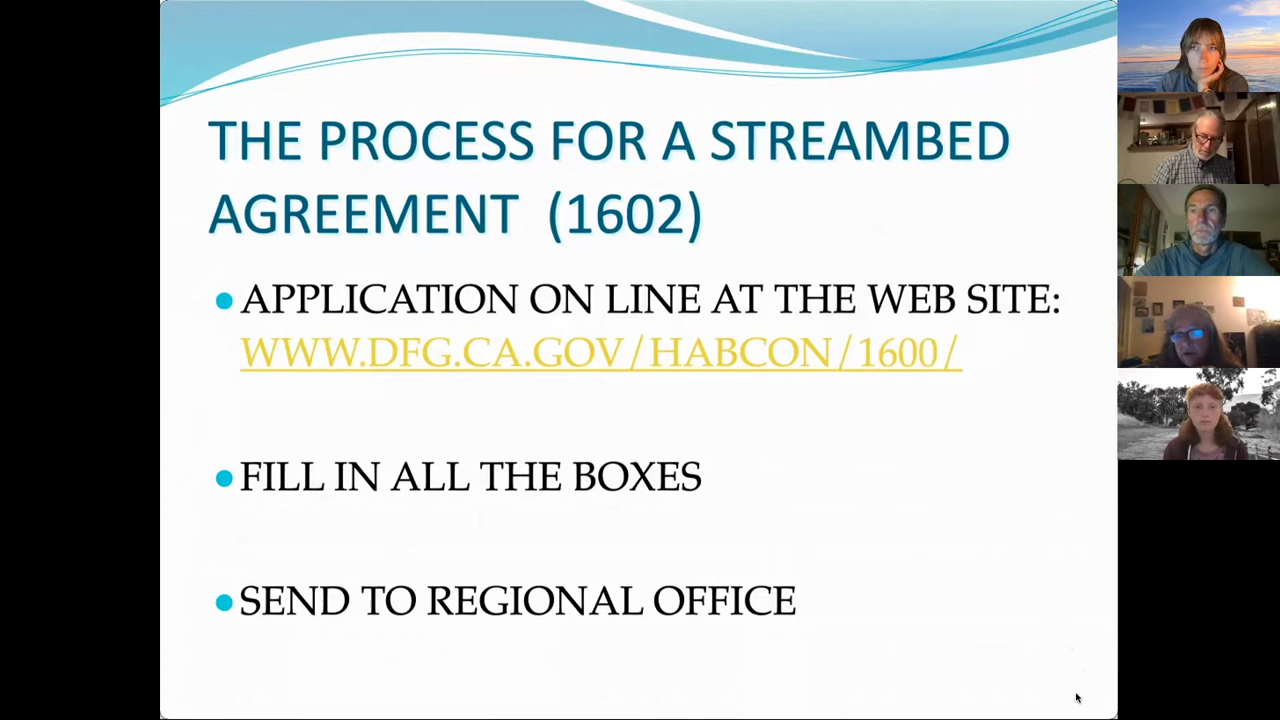 THE PROCESS FOR A STREAMBED
AGREEMENT (1602)
APPLICATION ON LINE AT THE WEB SITE:
WWW.DFG.CA.GOV/HABCON/1600/
FILL IN ALL THE BOXES
SEND TO REGIONAL OFFICE